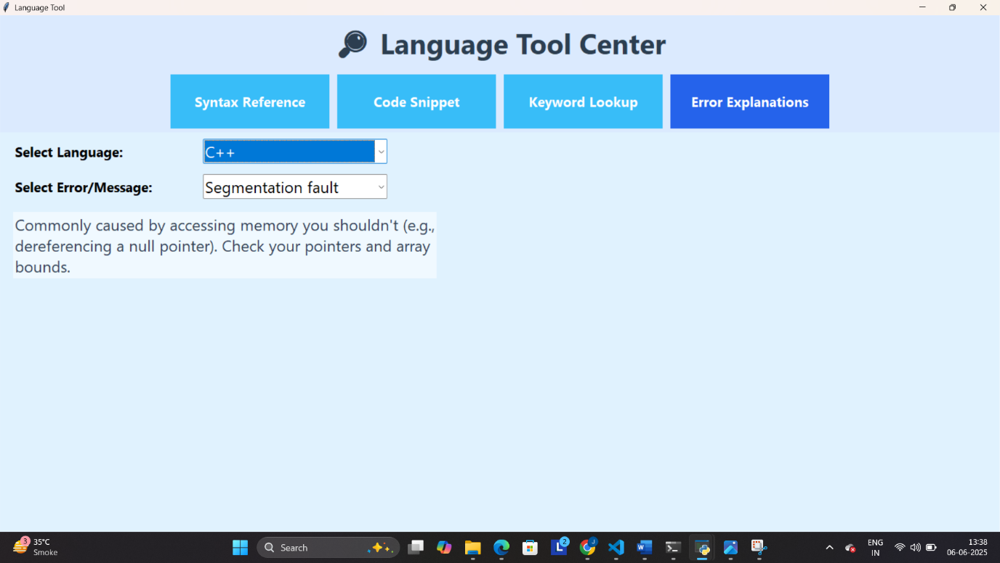 Language Tool
Language Tool Center
Syntax Reference
Code Snippet
Keyword Lookup
Error Explanations
Select Language:
C++
Select Error/Message:
Segmentation fault
Commonly caused by accessing memory you shouldn't (e.g.,
dereferencing a null pointer). Check your pointers and array
bounds.
3
35°C
Smoke
Search
L
2
J
W
ENG
IN
13:38
06-06-2025